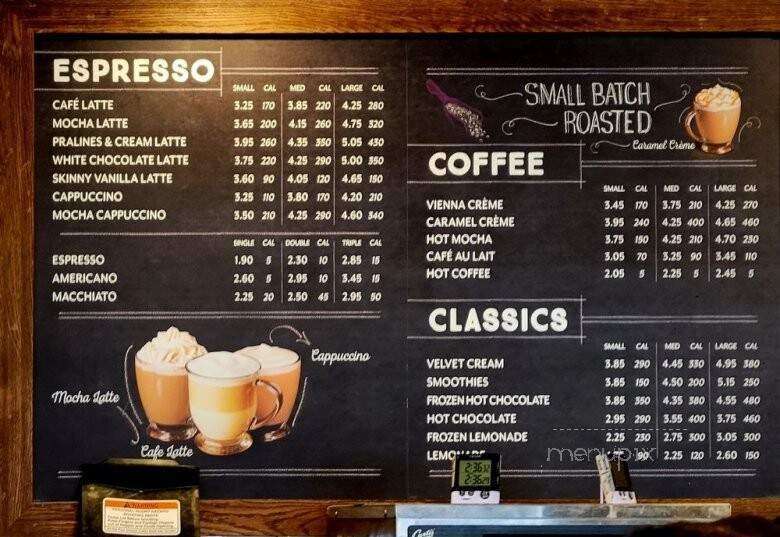 ESPRESSO
SMALL CAL MED CAL LARGE CAL
CAFÉ LATTE 3.25 170 3.85 220 4.25 280
MOCHA LATTE 3.65 200 4.15 260 4.75 320
PRALINES & CREAM LATTE 3.95 260 4.35 350 5.05 430
WHITE CHOCOLATE LATTE 3.75 220 4.25 290 5.00 350
SKINNY VANILLA LATTE 3.60 90 4.05 120 4.65 150
CAPPUCCINO 3.25 110 3.80 170 4.20 210
MOCHA CAPPUCCINO 3.50 210 4.25 290 4.60 340
SINGLE CAL DOUBLE CAL TRIPLE CAL
ESPRESSO 1.90 5 2.30 10 2.85 15
AMERICANO 2.60 5 2.95 10 3.45 15
MACCHIATO 2.25 20 2.50 45 2.95 50
Cappuccino
Mocha Latte
Cafe Latte
WARNING
SMALL BATCH
ROASTED
Caramel Crème
COFFEE
SMALL CAL MED CAL LARGE CAL
VIENNA CRÈME 3.45 170 3.75 210 4.25 270
CARAMEL CRÈME 3.95 240 4.25 400 4.65 460
HOT MOCHA 3.75 150 4.25 210 4.70 230
CAFÉ AU LAIT 3.05 70 3.25 90 3.45 110
HOT COFFEE 2.05 5 2.25 5 2.45 5
CLASSICS
SMALL CAL MED CAL LARGE CAL
VELVET CREAM 3.85 290 4.45 330 4.95 380
SMOOTHIES 3.85 150 4.50 200 5.15 250
FROZEN HOT CHOCOLATE 3.85 350 4.35 380 4.55 480
HOT CHOCOLATE 2.95 290 3.55 400 3.75 460
FROZEN LEMONADE 2.25 230 2.75 300 3.05 300
90 2.25 120 2.60 150
menupix
2:36
2:36
Curtis